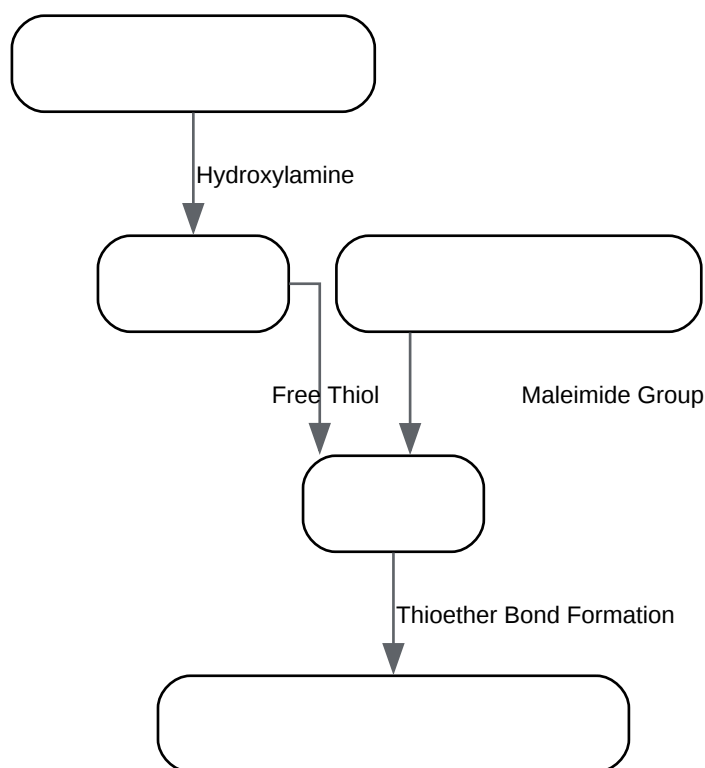 Hydroxylamine
Free Thiol
Maleimide Group
Thioether Bond Formation